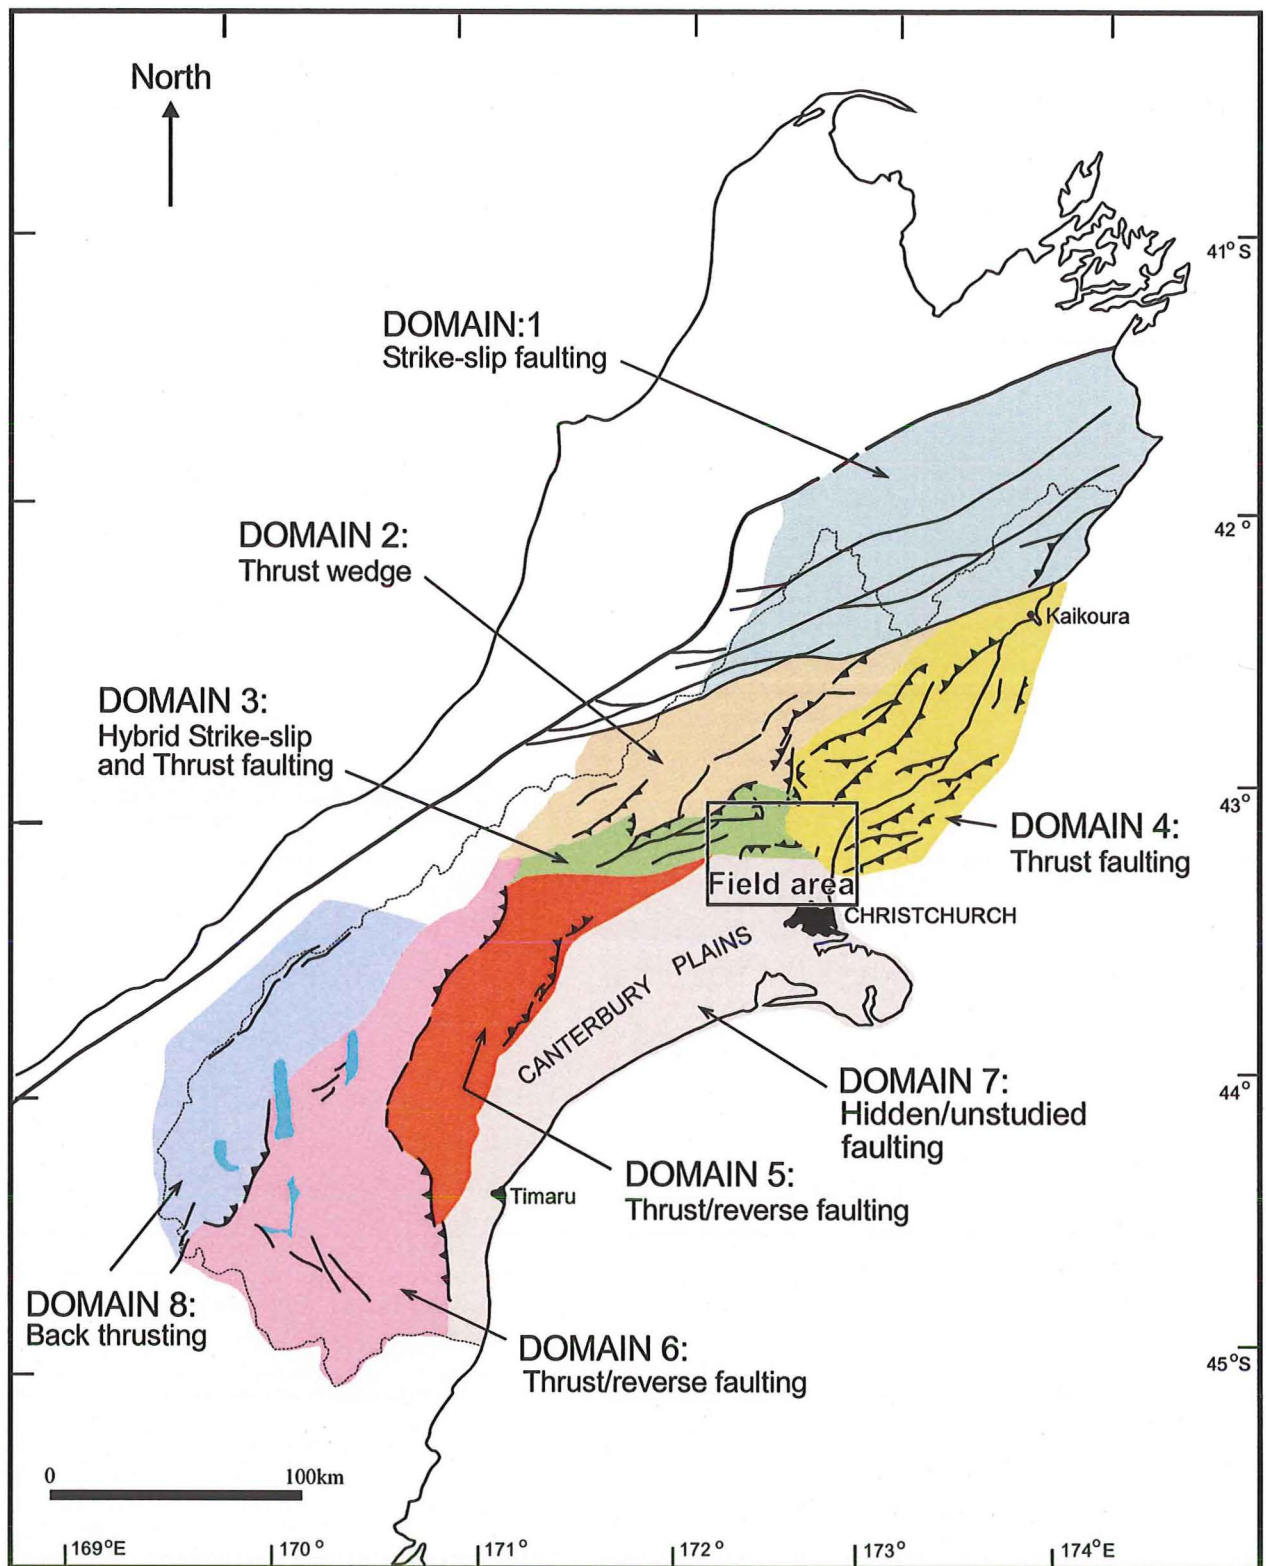 North
41° S
DOMAIN:1
Strike-slip faulting
42°
DOMAIN 2:
Thrust wedge
Kaikoura
DOMAIN 3:
Hybrid Strike-slip
and Thrust faulting
43°
DOMAIN 4:
Thrust faulting
Field area
CHRISTCHURCH
CANTERBURY PLAINS
DOMAIN 7:
Hidden/unstudied
faulting
44°
DOMAIN 5:
Thrust/reverse faulting
Timaru
DOMAIN 8:
Back thrusting
DOMAIN 6:
Thrust/reverse faulting
45°S
0 100km
169°E 170° 171° 172° 173° 174°E